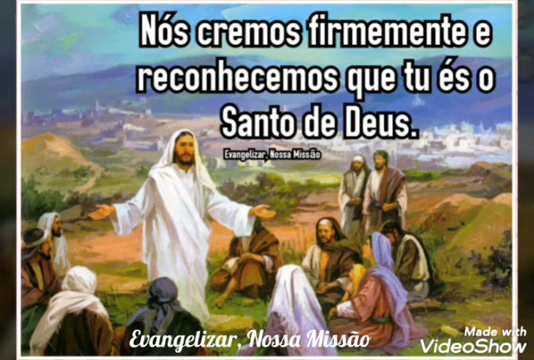 Nós cremos firmemente e
reconhecemos que tu és o
Santo de Deus.
Evangelizar, Nossa Missão
Evangelizar, Nossa Missão
Made with
VideoShow